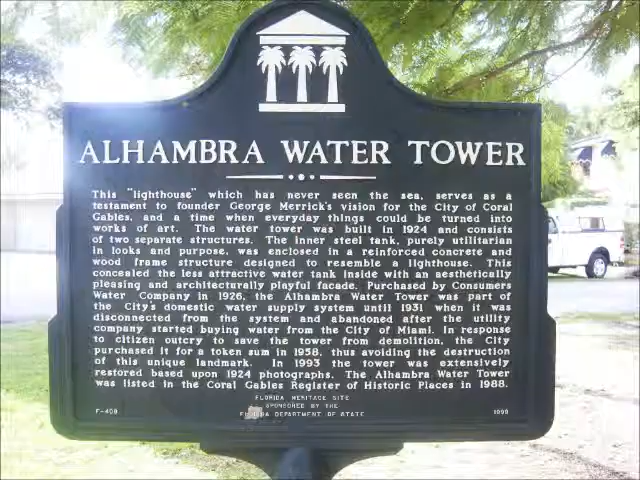 ALHAMBRA WATER TOWER
This "lighthouse" which has never seen the sea, serves as a
testament to founder George Merrick's vision for the City of Coral
Gables, and a time when everyday things could be turned into
works of art. The water tower was built in 1924 and consists
of two separate structures. The inner steel tank, purely utilitarian
in looks and purpose, was enclosed in a reinforced concrete and
wood frame structure designed to resemble a lighthouse. This
concealed the less attractive water tank inside with an aesthetically
pleasing and architecturally playful facade. Purchased by Consumers
Water Company in 1926, the Alhambra Water Tower was part of
the City's domestic water supply system until 1931 when it was
disconnected from the system and abandoned after the utility
company started buying water from the City of Miami. In response
to citizen outcry to save the tower from demolition, the City
purchased it for a token sum in 1958, thus avoiding the destruction
of this unique landmark. In 1993 the tower was extensively
restored based upon 1924 photographs. The Alhambra Water Tower
was listed in the Coral Gables Register of Historic Places in 1988.
FLORIDA HERITAGE SITE
SPONSORED BY THE
FLORIDA DEPARTMENT OF STATE
F-408 1999